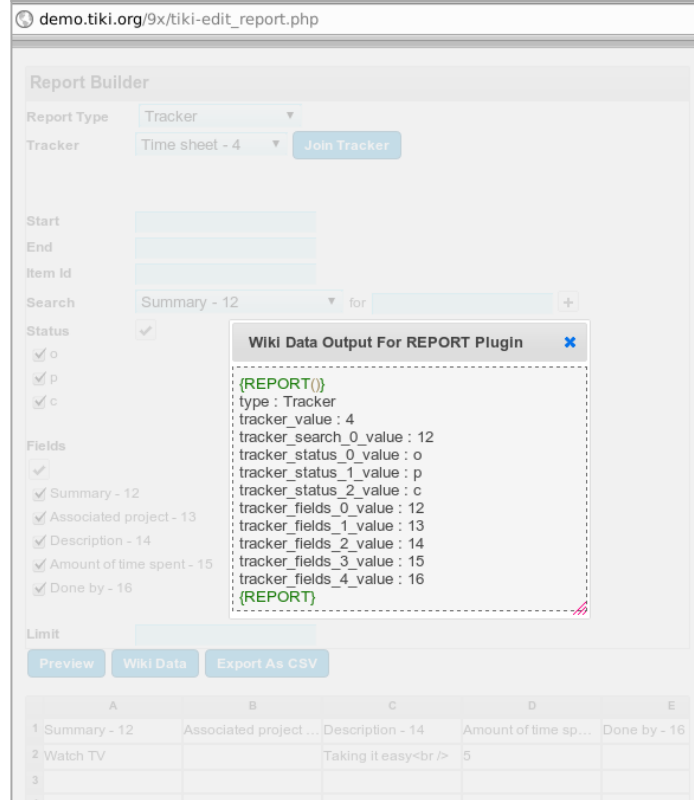 demo.tiki.org/9x/tiki-edit_report.php
Report Builder
Report Type Tracker
Tracker Time sheet - 4 Join Tracker
Start
End
Item Id
Search Summary - 12 for +
Status
o
p
c
Wiki Data Output For REPORT Plugin
{REPORT()}
type : Tracker
tracker_value : 4
tracker_search_0_value : 12
tracker_status_0_value : o
tracker_status_1_value : p
tracker_status_2_value : c
tracker_fields_0_value : 12
tracker_fields_1_value : 13
tracker_fields_2_value : 14
tracker_fields_3_value : 15
tracker_fields_4_value : 16
{REPORT}
Fields
Summary - 12
Associated project - 13
Description - 14
Amount of time spent - 15
Done by - 16
Limit
Preview Wiki Data Export As CSV
A B C D E
1 Summary - 12 Associated project ... Description - 14 Amount of time sp... Done by - 16
2 Watch TV Taking it easy<br /> 5
3